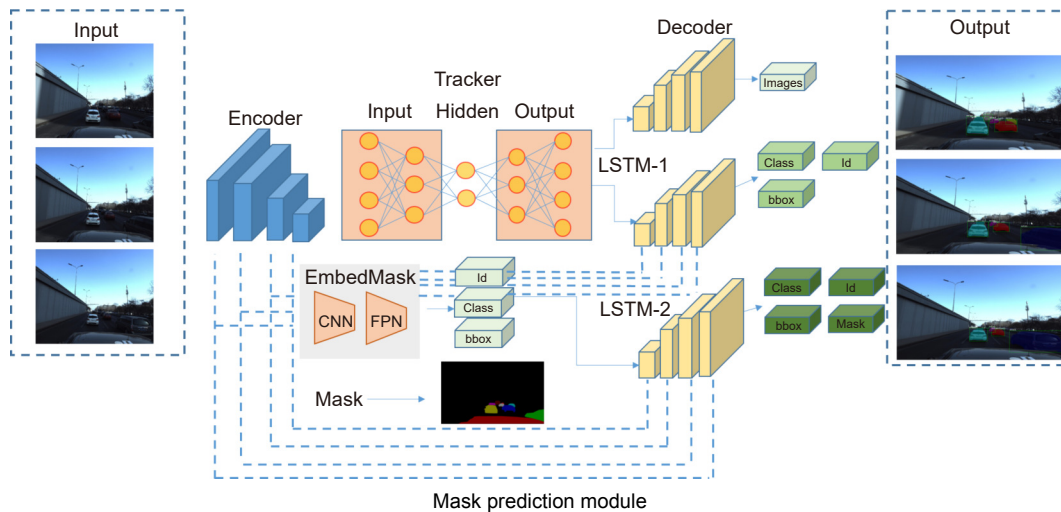 Input
Encoder
Tracker
Input
Hidden
Output
Decoder
Images
LSTM-1
Class
Id
bbox
EmbedMask
CNN
FPN
Id
Class
bbox
LSTM-2
Class
Id
bbox
Mask
Mask
Output
Mask prediction module